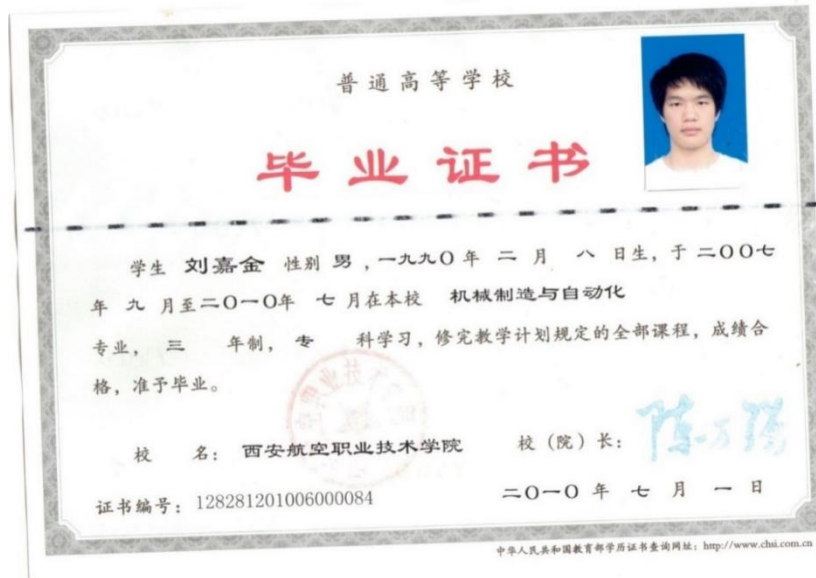 普通高等学校
毕业证书
学生 刘嘉金 性别 男，一九九〇年 二 月 八 日生，于二〇〇七
年 九 月至二〇一〇年 七 月在本校 机械制造与自动化
专业， 三 年制， 专 科学习，修完教学计划规定的全部课程，成绩合
格，准予毕业。
校 名：西安航空职业技术学院 校（院）长：
证书编号：128281201006000084 二〇一〇 年 七 月 一 日
中华人民共和国教育部学历证书查询网址：http://www.chsi.com.cn